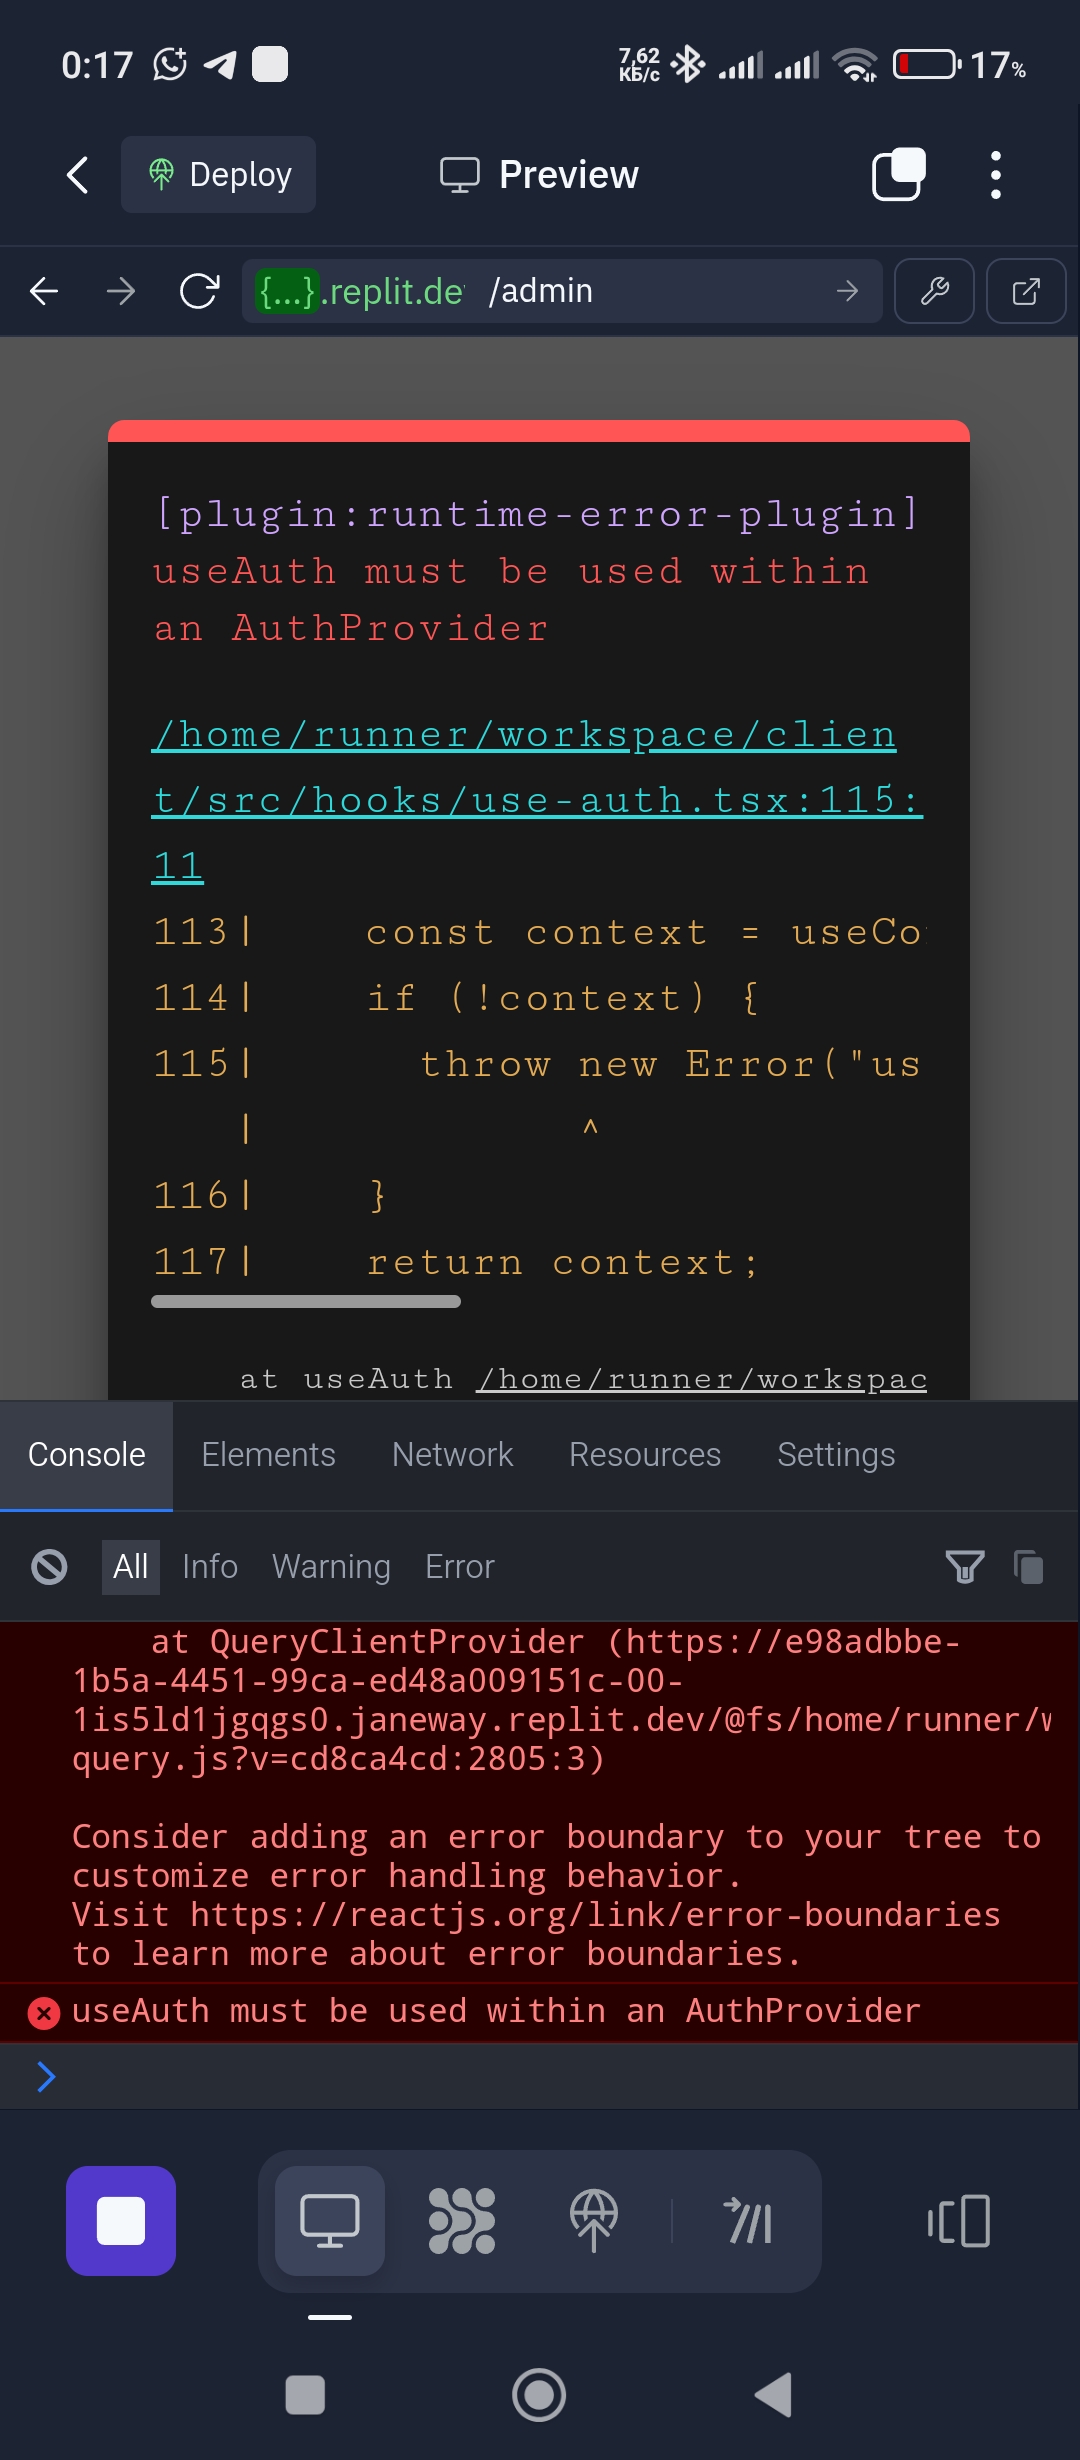 0:17
7,62
КБ/с
17%
Deploy
Preview
{...}.replit.de
/admin
[plugin:runtime-error-plugin]
useAuth must be used within
an AuthProvider
/home/runner/workspace/clien
t/src/hooks/use-auth.tsx:115:
11
113|    const context = useCo
114|    if (!context) {
115|      throw new Error("us
|            ^
116|    }
117|    return context;
at useAuth /home/runner/workspac
Console Elements Network Resources Settings
All Info Warning Error
at QueryClientProvider (https://e98adbbe-
1b5a-4451-99ca-ed48a009151c-00-
1is5ld1jgqgs0.janeway.replit.dev/@fs/home/runner/w
query.js?v=cd8ca4cd:2805:3)
Consider adding an error boundary to your tree to
customize error handling behavior.
Visit https://reactjs.org/link/error-boundaries
to learn more about error boundaries.
useAuth must be used within an AuthProvider